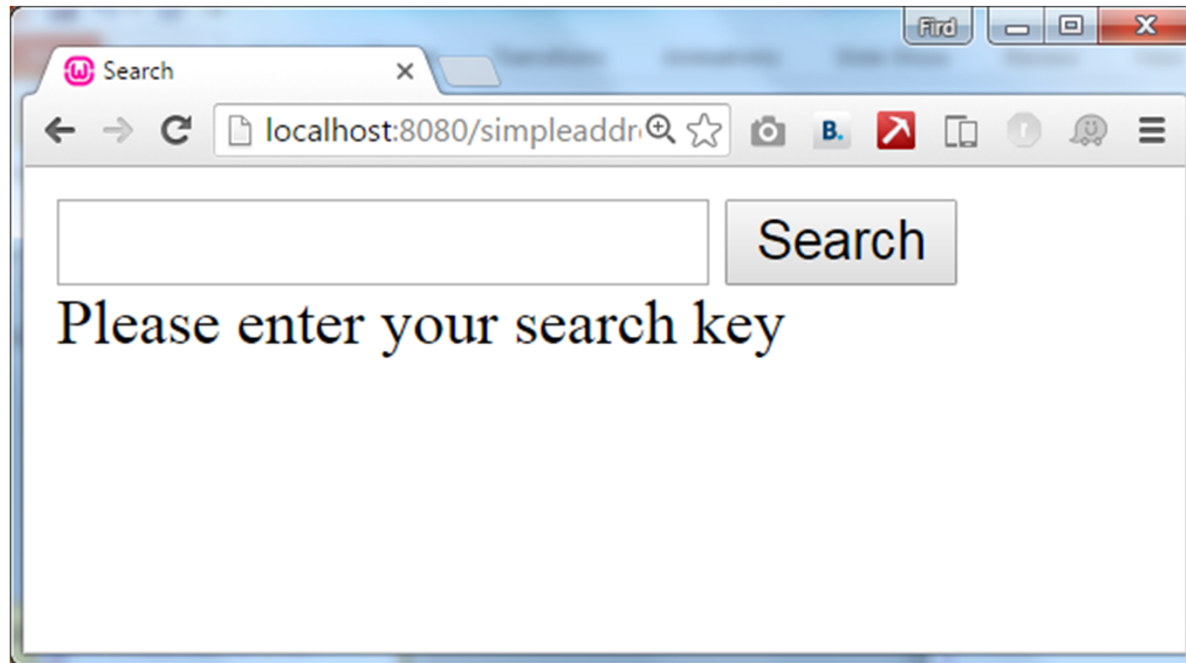 Fird
Search
localhost:8080/simpleaddr
B.
Search
Please enter your search key